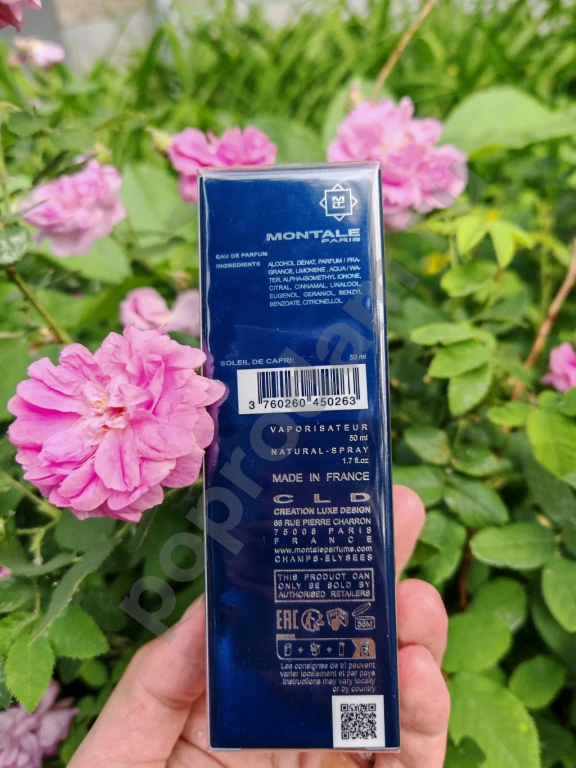 MONTALE
PARIS
EAU DE PARFUM
INGREDIENTS
ALCOHOL DENAT, PARFUM / FRA-
GRANCE, LIMONENE , AQUA / WA-
TER, ALPHA-ISOMETHYL IONONE,
CITRAL, CINNAMAL, LINALOOL,
EUGENOL, GERANIOL, BENZYL
BENZOATE, CITRONELLOL
SOLEIL DE CAPRI: 50 ml
3 760260 450263
VAPORISATEUR
50 ml
NATURAL-SPRAY
1.7 fl.oz
MADE IN FRANCE
CLD
CREATION LUXE DESIGN
66 RUE PIERRE CHARRON
75008 PARIS
FRANCE
www.montaleparfums.com
CHAMPS-ELYSEES
THIS PRODUCT CAN
ONLY BE SOLD BY
AUTHORISED RETAILERS
EAC
36M
Les consignes de tri peuvent
varier localement et par pays
Instructions may vary locally
or by country